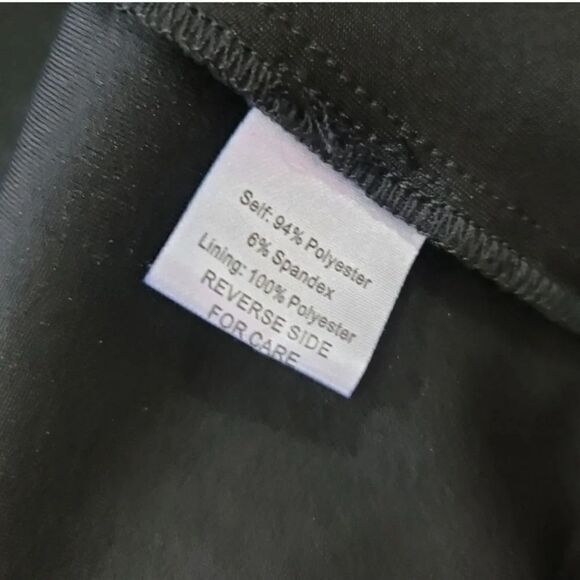 Self: 94% Polyester
6% Spandex
Lining: 100% Polyester
REVERSE SIDE
FOR CARE